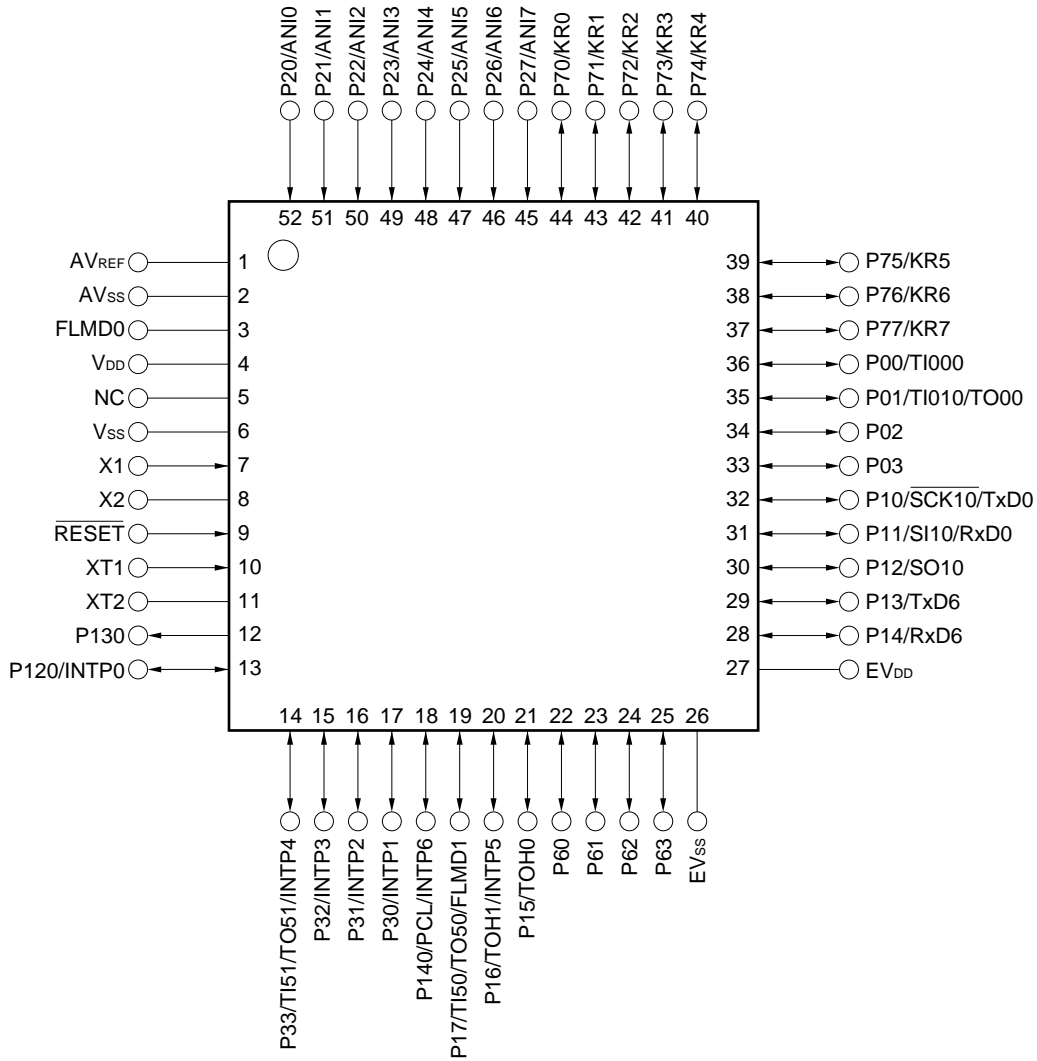 P20/ANI0
P21/ANI1
P22/ANI2
P23/ANI3
P24/ANI4
P25/ANI5
P26/ANI6
P27/ANI7
P70/KR0
P71/KR1
P72/KR2
P73/KR3
P74/KR4
52 51 50 49 48 47 46 45 44 43 42 41 40
AVREF 1 39 P75/KR5
AVSS 2 38 P76/KR6
FLMD0 3 37 P77/KR7
VDD 4 36 P00/TI000
NC 5 35 P01/TI010/TO00
VSS 6 34 P02
X1 7 33 P03
X2 8 32 P10/SCK10/TxD0
RESET 9 31 P11/SI10/RxD0
XT1 10 30 P12/SO10
XT2 11 29 P13/TxD6
P130 12 28 P14/RxD6
P120/INTP0 13 27 EVDD
14 15 16 17 18 19 20 21 22 23 24 25 26
P33/TI51/TO51/INTP4
P32/INTP3
P31/INTP2
P30/INTP1
P140/PCL/INTP6
P17/TI50/TO50/FLMD1
P16/TOH1/INTP5
P15/TOH0
P60
P61
P62
P63
EVSS